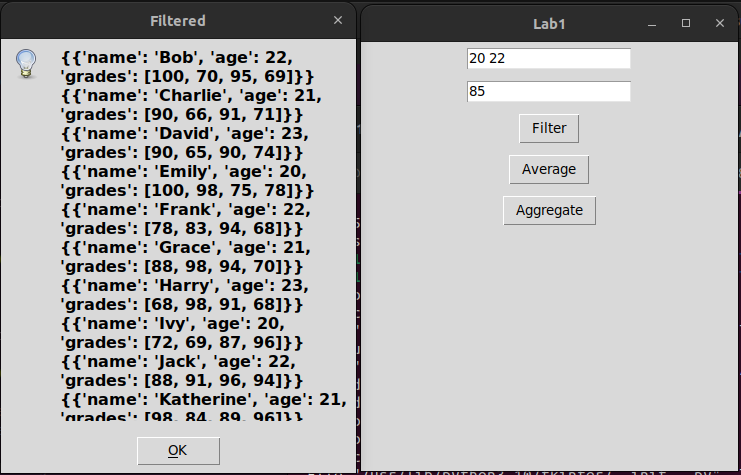 Filtered
{{'name': 'Bob', 'age': 22,
'grades': [100, 70, 95, 69]}}
{{'name': 'Charlie', 'age': 21,
'grades': [90, 66, 91, 71]}}
{{'name': 'David', 'age': 23,
'grades': [90, 65, 90, 74]}}
{{'name': 'Emily', 'age': 20,
'grades': [100, 98, 75, 78]}}
{{'name': 'Frank', 'age': 22,
'grades': [78, 83, 94, 68]}}
{{'name': 'Grace', 'age': 21,
'grades': [88, 98, 94, 70]}}
{{'name': 'Harry', 'age': 23,
'grades': [68, 98, 91, 68]}}
{{'name': 'Ivy', 'age': 20,
'grades': [72, 69, 87, 96]}}
{{'name': 'Jack', 'age': 22,
'grades': [88, 91, 96, 94]}}
{{'name': 'Katherine', 'age': 21,
'grades': [98, 84, 89, 96]}}
OK
Lab1
20 22
85
Filter
Average
Aggregate